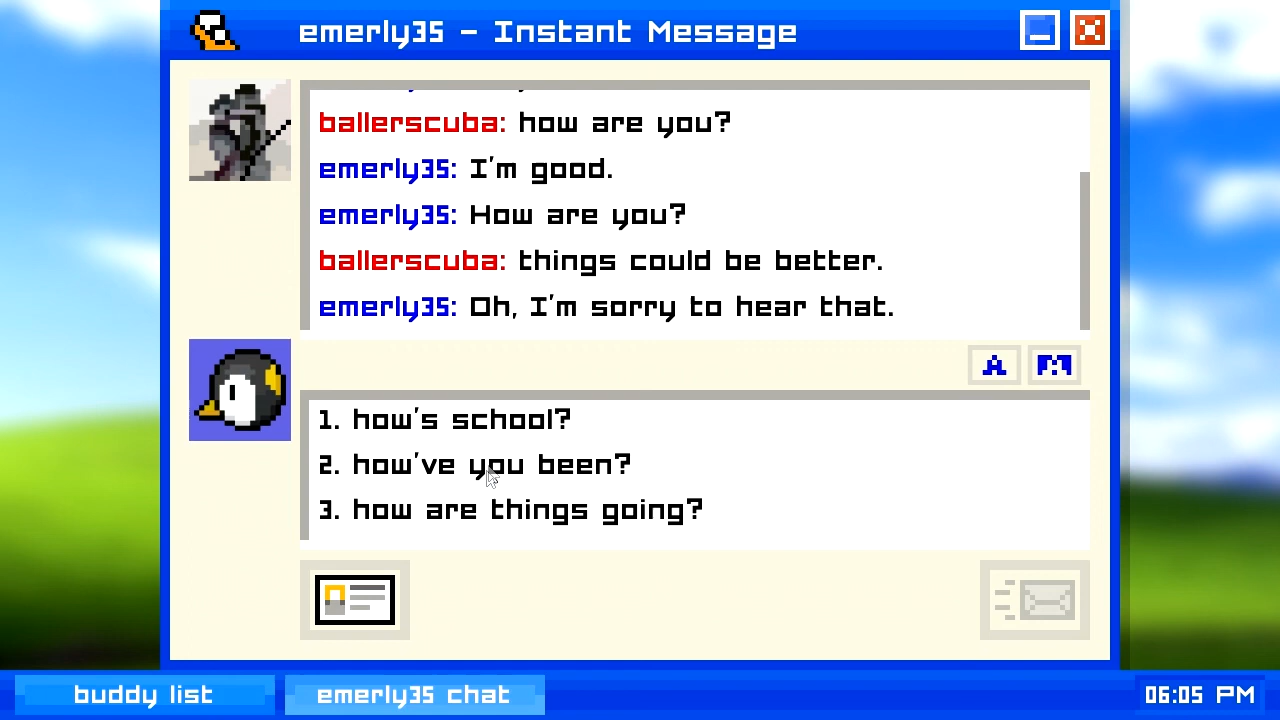 emerly35 - Instant Message
ballerscuba: how are you?
emerly35: I'm good.
emerly35: How are you?
ballerscuba: things could be better.
emerly35: Oh, I'm sorry to hear that.
A
1. how's school?
2. how've you been?
3. how are things going?
buddy list
emerly35 chat
06:05 PM